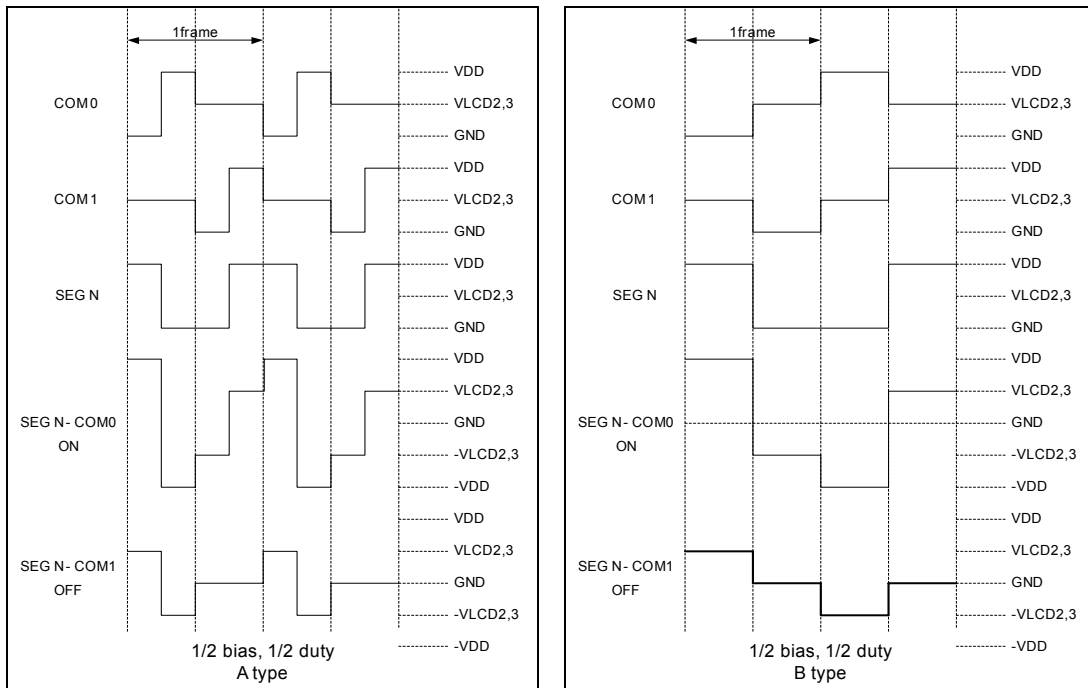 1frame
COM0
VDD
VLCD2,3
GND
COM1
VDD
VLCD2,3
GND
SEG N
VDD
VLCD2,3
GND
SEG N - COM0
ON
VDD
VLCD2,3
GND
-VLCD2,3
-VDD
SEG N - COM1
OFF
VDD
VLCD2,3
GND
-VLCD2,3
-VDD
1/2 bias, 1/2 duty
A type
1frame
COM0
VDD
VLCD2,3
GND
COM1
VDD
VLCD2,3
GND
SEG N
VDD
VLCD2,3
GND
SEG N - COM0
ON
VDD
VLCD2,3
GND
-VLCD2,3
-VDD
SEG N - COM1
OFF
VDD
VLCD2,3
GND
-VLCD2,3
-VDD
1/2 bias, 1/2 duty
B type